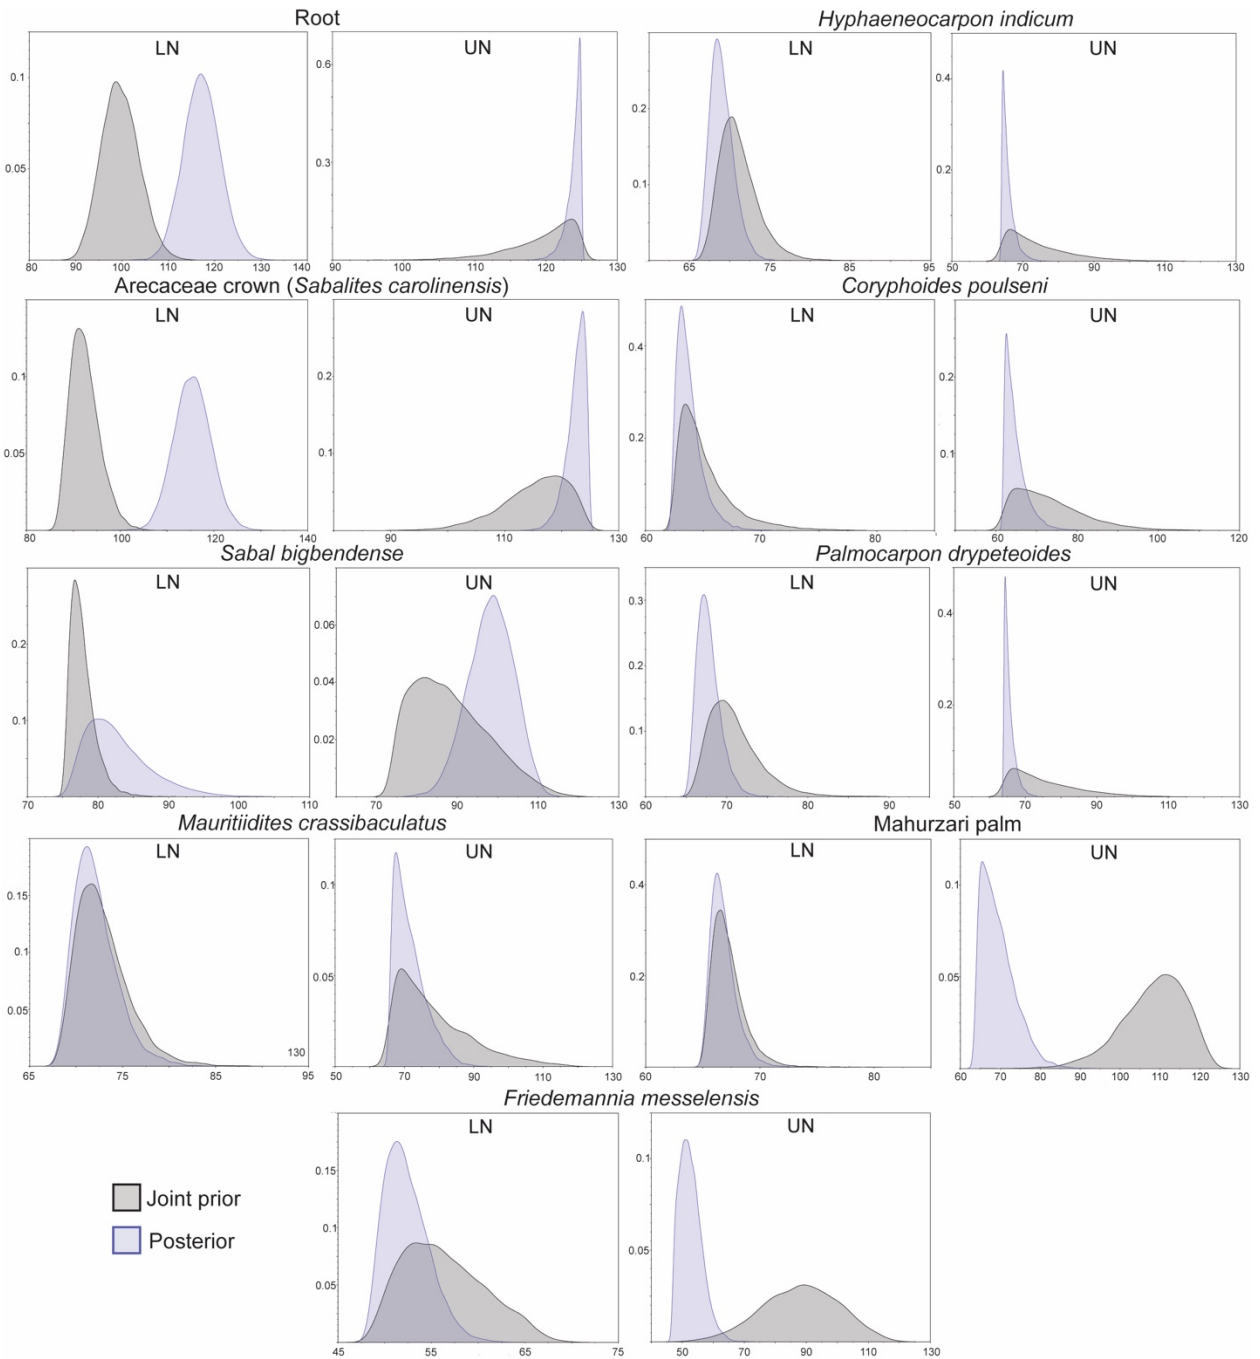 Root
Hyphaeneocarpon indicum
LN
UN
LN
UN
0.1
0.05
80 90 100 110 120 130 140
0.6
0.3
90 100 110 120 130
0.2
0.1
65 75 85 95
0.4
0.2
50 70 90 110 130
Arecaceae crown (Sabalites carolinensis)
Coryphoides poulseni
LN
UN
LN
UN
0.1
0.05
80 100 120 140
0.2
0.1
90 110 130
0.4
0.2
60 70 80
0.2
0.1
60 80 100 120
Sabal bigbendense
Palmocarpon drypeteoides
LN
UN
LN
UN
0.2
0.1
70 80 90 100 110
0.06
0.04
0.02
70 90 110 130
0.3
0.2
0.1
60 70 80 90
0.4
0.2
50 70 90 110 130
Mauritiidites crassibaculatus
Mahurzari palm
LN
UN
LN
UN
0.15
0.1
0.05
130
65 75 85 95
0.1
0.05
50 70 90 110 130
0.4
0.2
60 70 80
0.1
0.05
60 70 80 90 100 110 120 130
Friedemannia messelensis
LN
UN
0.15
0.1
0.05
45 55 65 75
0.1
0.05
50 70 90 110 130
Joint prior
Posterior